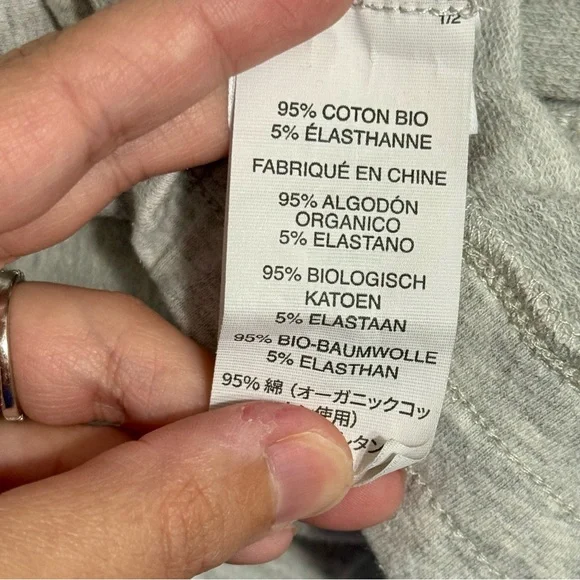 1/2
95% COTON BIO
5% ÉLASTHANNE
FABRIQUÉ EN CHINE
95% ALGODÓN
ORGANICO
5% ELASTANO
95% BIOLOGISCH
KATOEN
5% ELASTAAN
95% BIO-BAUMWOLLE
5% ELASTHAN
95% 綿 (オーガニックコッ
使用)
タン